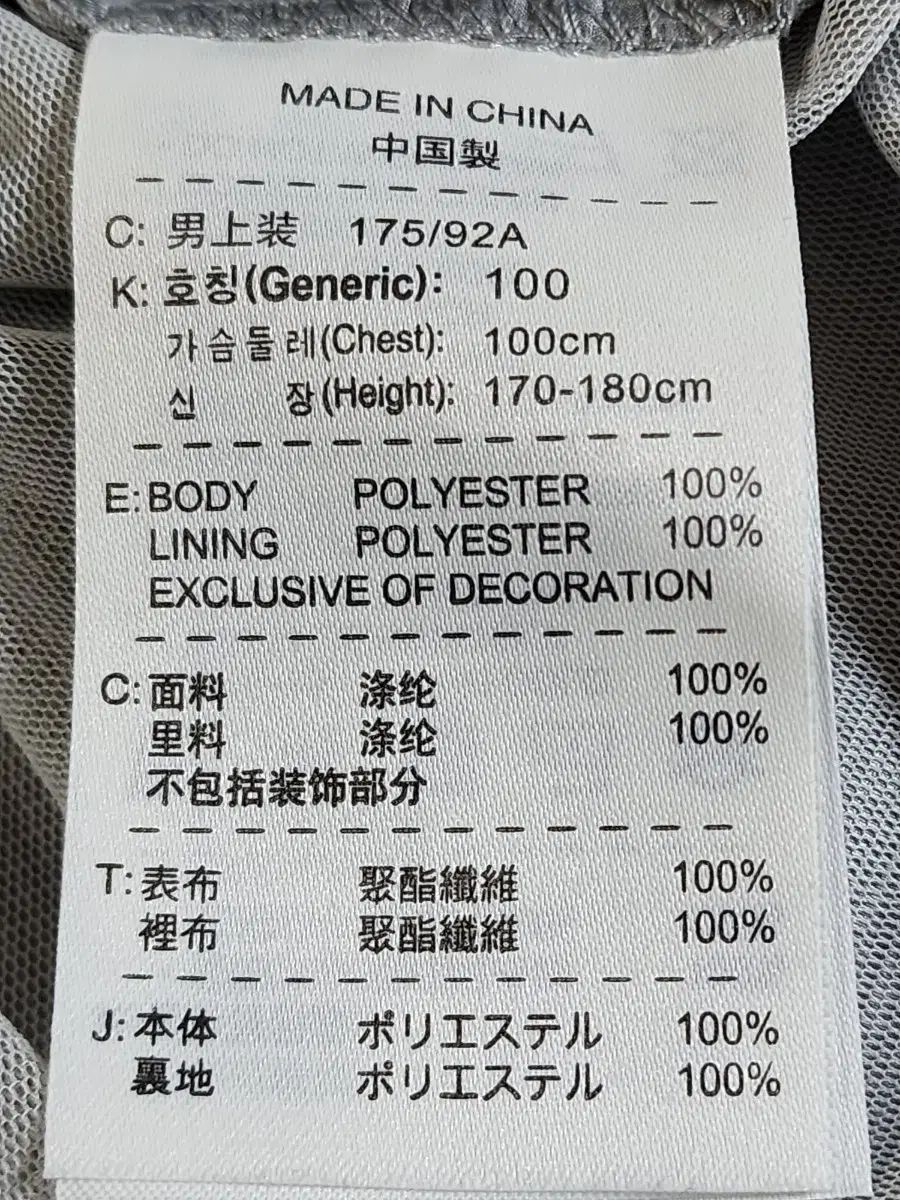 MADE IN CHINA
中国製
C: 男上装 175/92A
K: 호칭(Generic): 100
가슴둘레(Chest): 100cm
신 장(Height): 170-180cm
E: BODY POLYESTER 100%
LINING POLYESTER 100%
EXCLUSIVE OF DECORATION
C: 面料 涤纶 100%
里料 涤纶 100%
不包括装饰部分
T: 表布 聚酯纖維 100%
裡布 聚酯纖維 100%
J: 本体 ポリエステル 100%
裏地 ポリエステル 100%